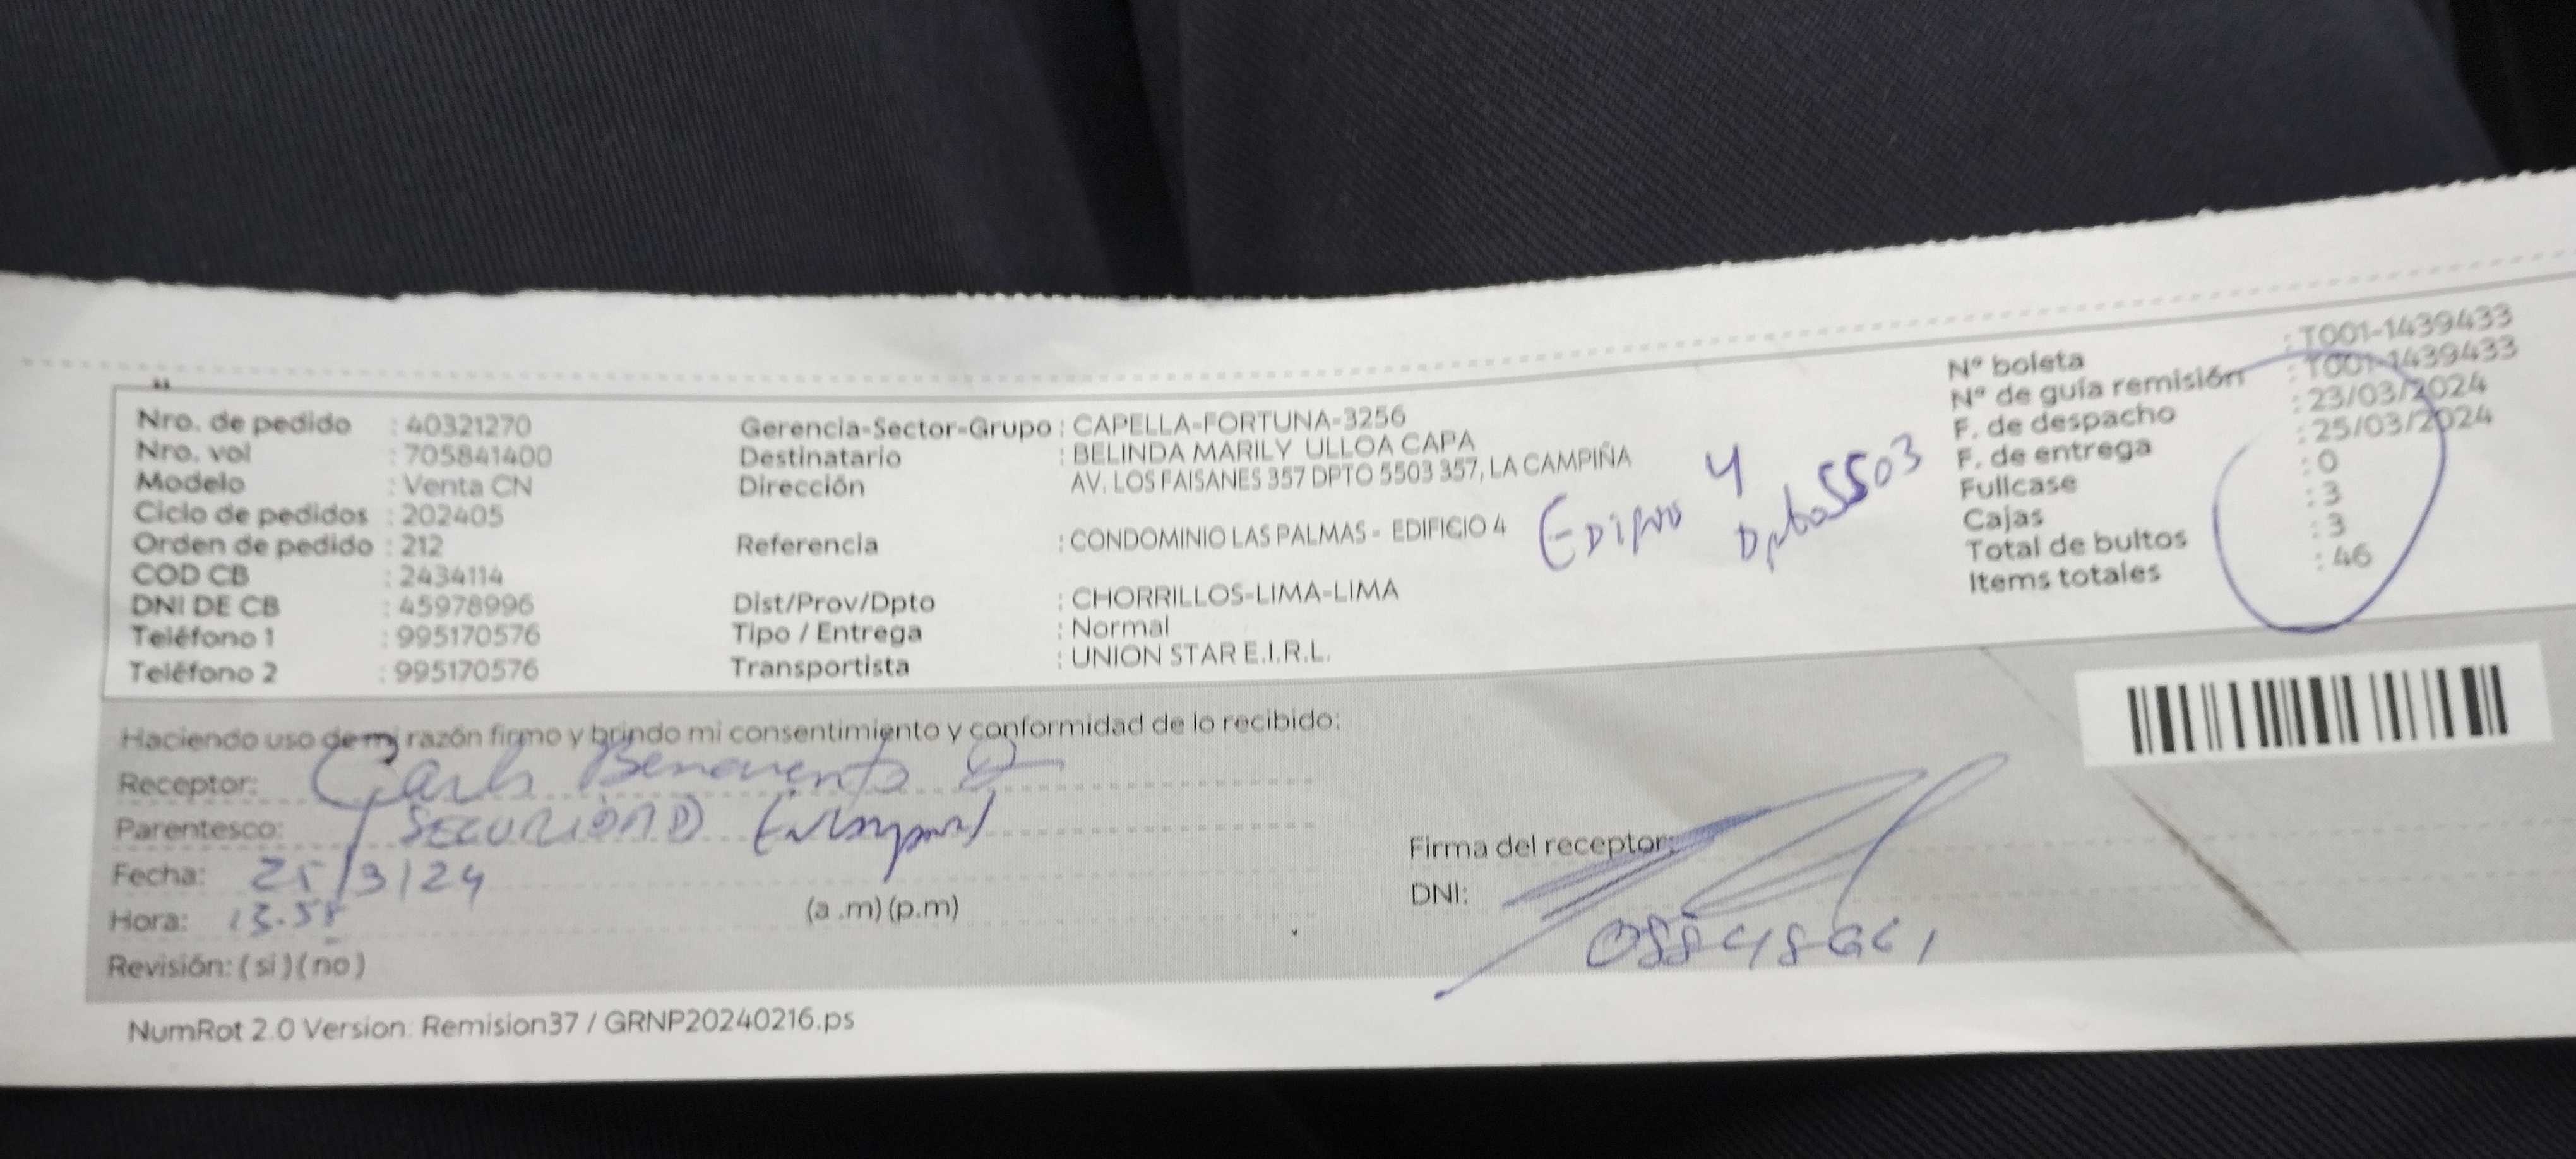 Nro. de pedido : 40321270
Nro. vol : 705841400
Modelo : Venta CN
Ciclo de pedidos : 202405
Orden de pedido : 212
COD CB : 2434114
DNI DE CB : 45978996
Teléfono 1 : 995170576
Teléfono 2 : 995170576
Gerencia-Sector-Grupo : CAPELLA-FORTUNA-3256
Destinatario : BELINDA MARILY ULLOA CAPA
Dirección AV. LOS FAISANES 357 DPTO 5503 357, LA CAMPIÑA
Referencia : CONDOMINIO LAS PALMAS - EDIFICIO 4
4
Dpto 5503
Dist/Prov/Dpto : CHORRILLOS-LIMA-LIMA
Tipo / Entrega : Normal
Transportista : UNION STAR E.I.R.L.
N° boleta : T001-1439433
N° de guía remisión : T001-1439433
F. de despacho : 23/03/2024
F. de entrega : 25/03/2024
Fullcase : 0
Cajas : 3
Total de bultos : 3
Items totales : 46
Haciendo uso de mi razón firmo y brindo mi consentimiento y conformidad de lo recibido:
Receptor: Carlos Benavente
Parentesco: SEGURIDAD
Fecha: 25/3/24
Hora: (a .m) (p.m)
Revisión: ( si ) ( no )
Firma del receptor:
DNI:
NumRot 2.0 Version: Remision37 / GRNP20240216.ps